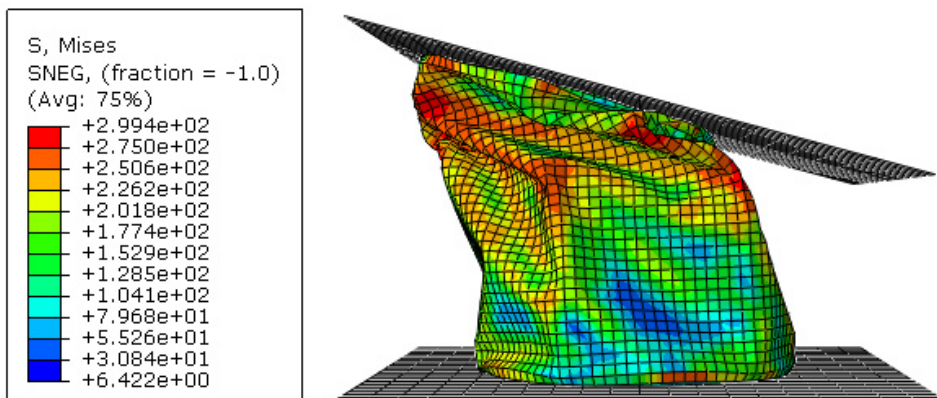 S, Mises
SNEG, (fraction = -1.0)
(Avg: 75%)
+2.994e+02
+2.750e+02
+2.506e+02
+2.262e+02
+2.018e+02
+1.774e+02
+1.529e+02
+1.285e+02
+1.041e+02
+7.968e+01
+5.526e+01
+3.084e+01
+6.422e+00